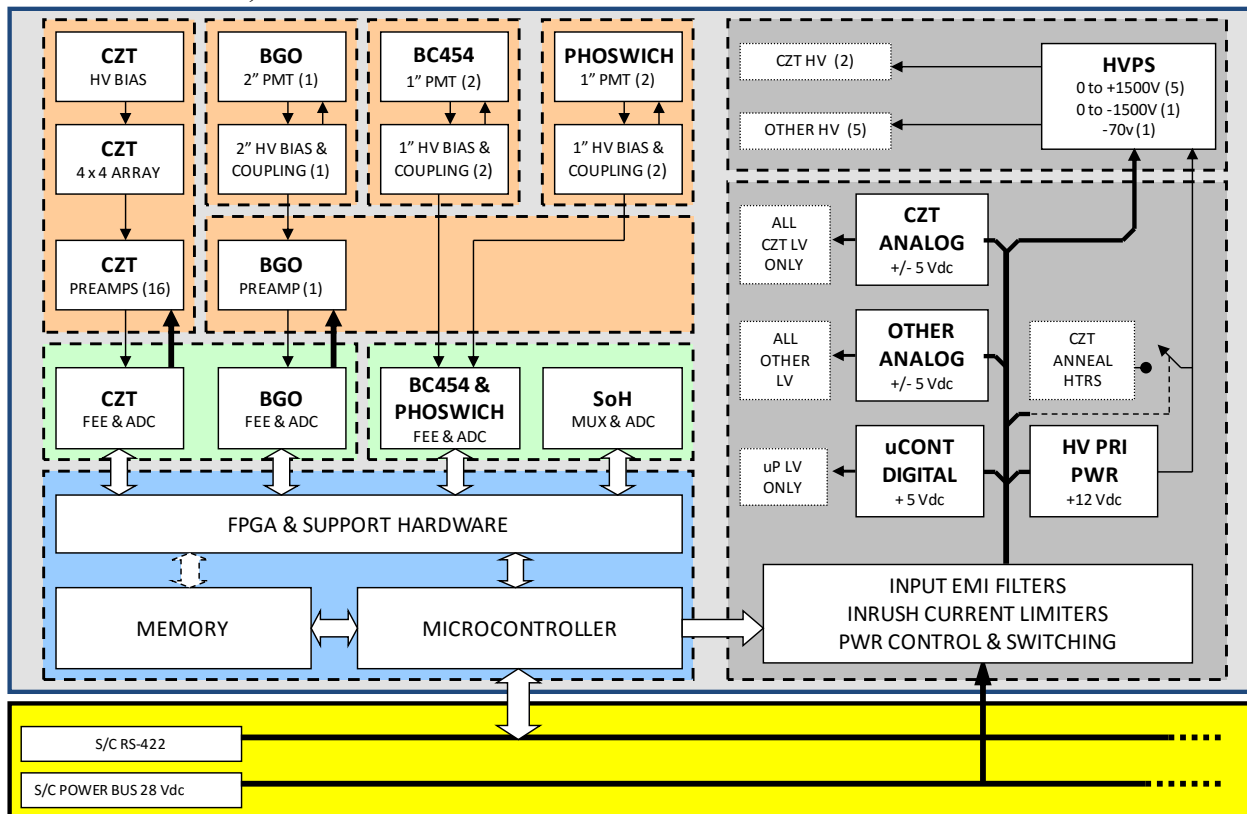 CZT
HV BIAS
BGO
2” PMT (1)
BC454
1” PMT (2)
PHOSWICH
1” PMT (2)
CZT
4 x 4 ARRAY
2” HV BIAS &
COUPLING (1)
1” HV BIAS &
COUPLING (2)
1” HV BIAS &
COUPLING (2)
CZT
PREAMPS (16)
BGO
PREAMP (1)
CZT
FEE & ADC
BGO
FEE & ADC
BC454 &
PHOSWICH
FEE & ADC
SoH
MUX & ADC
FPGA & SUPPORT HARDWARE
MEMORY
MICROCONTROLLER
CZT HV (2)
OTHER HV (5)
HVPS
0 to +1500V (5)
0 to -1500V (1)
-70v (1)
ALL
CZT LV
ONLY
CZT
ANALOG
+/- 5 Vdc
ALL
OTHER
LV
OTHER
ANALOG
+/- 5 Vdc
CZT
ANNEAL
HTRS
uP LV
ONLY
uCONT
DIGITAL
+ 5 Vdc
HV PRI
PWR
+12 Vdc
INPUT EMI FILTERS
INRUSH CURRENT LIMITERS
PWR CONTROL & SWITCHING
S/C RS-422
S/C POWER BUS 28 Vdc